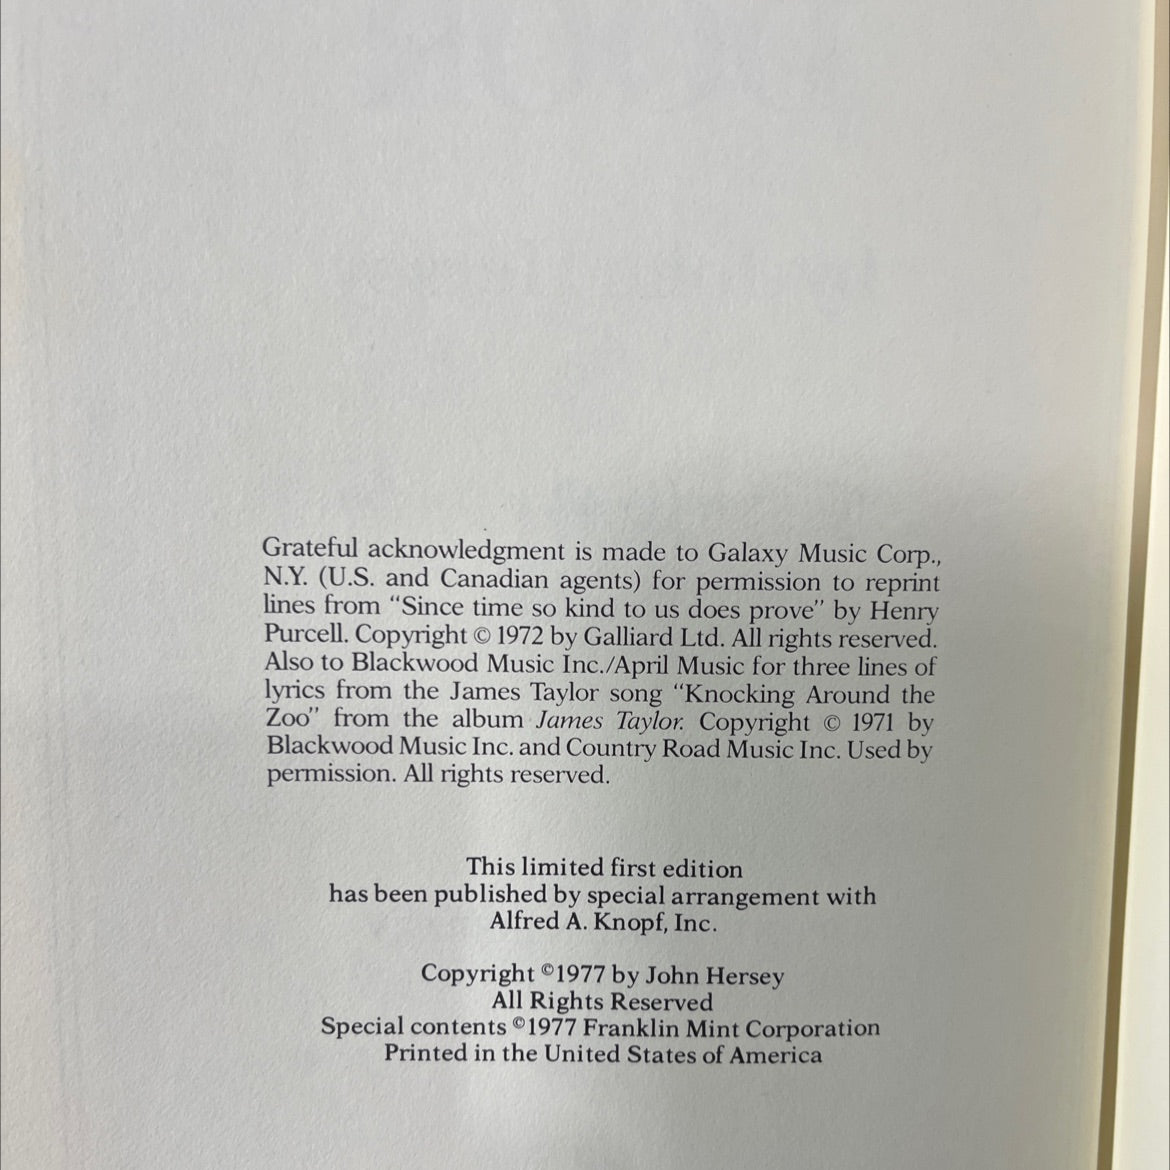 Grateful acknowledgment is made to Galaxy Music Corp.,
N.Y. (U.S. and Canadian agents) for permission to reprint
lines from “Since time so kind to us does prove” by Henry
Purcell. Copyright © 1972 by Galliard Ltd. All rights reserved.
Also to Blackwood Music Inc./April Music for three lines of
lyrics from the James Taylor song “Knocking Around the
Zoo” from the album James Taylor. Copyright © 1971 by
Blackwood Music Inc. and Country Road Music Inc. Used by
permission. All rights reserved.
This limited first edition
has been published by special arrangement with
Alfred A. Knopf, Inc.
Copyright ©1977 by John Hersey
All Rights Reserved
Special contents ©1977 Franklin Mint Corporation
Printed in the United States of America